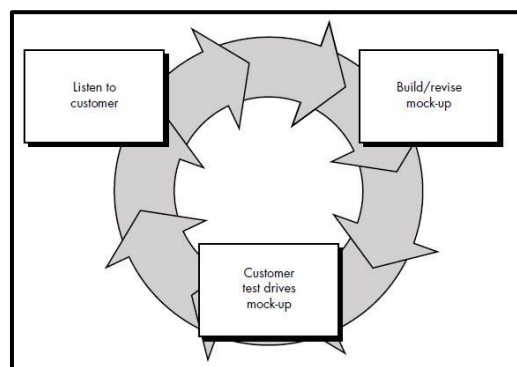 Listen to
customer
Build/revise
mock-up
Customer
test drives
mock-up